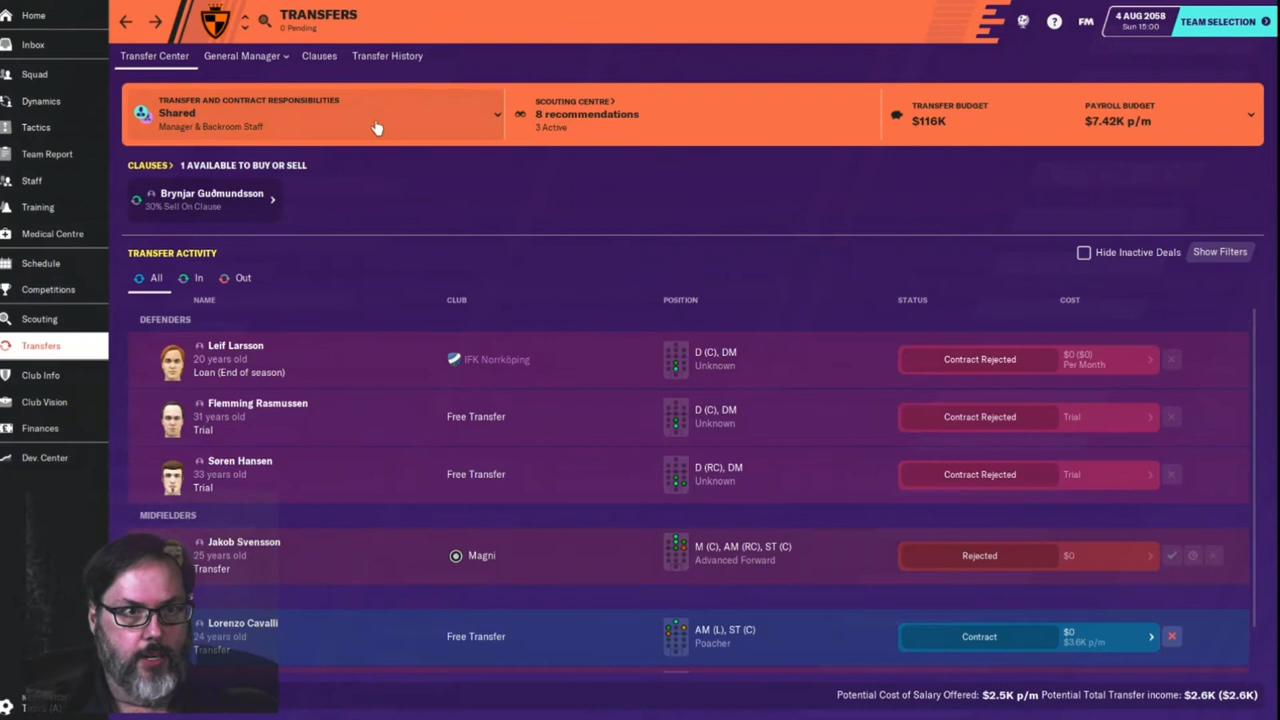 Home
TRANSFERS
0 Pending
FM
4 AUG 2058
Sun 15:00
TEAM SELECTION
Inbox
Squad
Dynamics
Tactics
Team Report
Staff
Training
Medical Centre
Schedule
Competitions
Scouting
Transfers
Club Info
Club Vision
Finances
Dev. Center
Transfer Center
General Manager
Clauses
Transfer History
TRANSFER AND CONTRACT RESPONSIBILITIES
Shared
Manager & Backroom Staff
SCOUTING CENTRE >
8 recommendations
3 Active
TRANSFER BUDGET
$116K
PAYROLL BUDGET
$7.42K p/m
CLAUSES > 1 AVAILABLE TO BUY OR SELL
Brynjar Guðmundsson
30% Sell On Clause
TRANSFER ACTIVITY
Hide Inactive Deals
Show Filters
All
In
Out
NAME
CLUB
POSITION
STATUS
COST
DEFENDERS
Leif Larsson
20 years old
Loan (End of season)
IFK Norrköping
D (C), DM
Unknown
Contract Rejected
$0 ($0)
Per Month
Flemming Rasmussen
31 years old
Trial
Free Transfer
D (C), DM
Unknown
Contract Rejected
Trial
Søren Hansen
33 years old
Trial
Free Transfer
D (RC), DM
Unknown
Contract Rejected
Trial
MIDFIELDERS
Jakob Svensson
25 years old
Transfer
Magni
M (C), AM (RC), ST (C)
Advanced Forward
Rejected
$0
Lorenzo Cavalli
24 years old
Transfer
Free Transfer
AM (L), ST (C)
Poacher
Contract
$0
$3.6K p/m
Potential Cost of Salary Offered: $2.5K p/m Potential Total Transfer income: $2.6K ($2.6K)